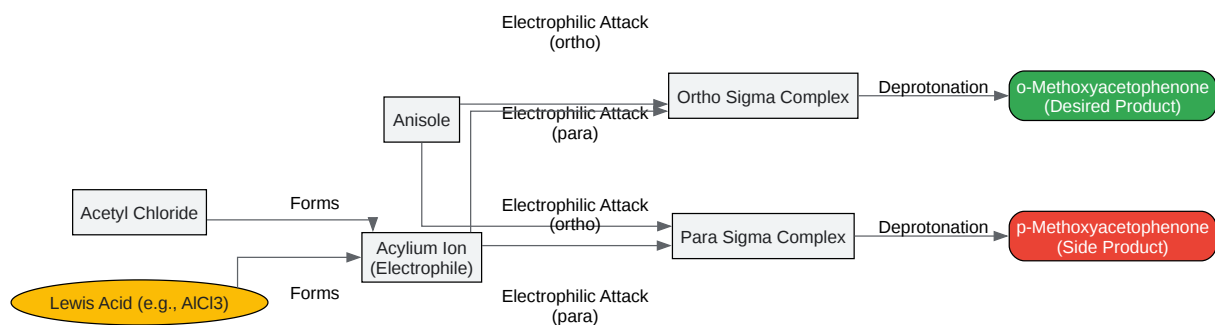 Electrophilic Attack
(ortho)
Ortho Sigma Complex
Deprotonation
o-Methoxyacetophenone
(Desired Product)
Anisole
Electrophilic Attack
(para)
Acetyl Chloride
Forms
Electrophilic Attack
(ortho)
Para Sigma Complex
Deprotonation
p-Methoxyacetophenone
(Side Product)
Acylium Ion
(Electrophile)
Lewis Acid (e.g., AlCl3)
Forms
Electrophilic Attack
(para)